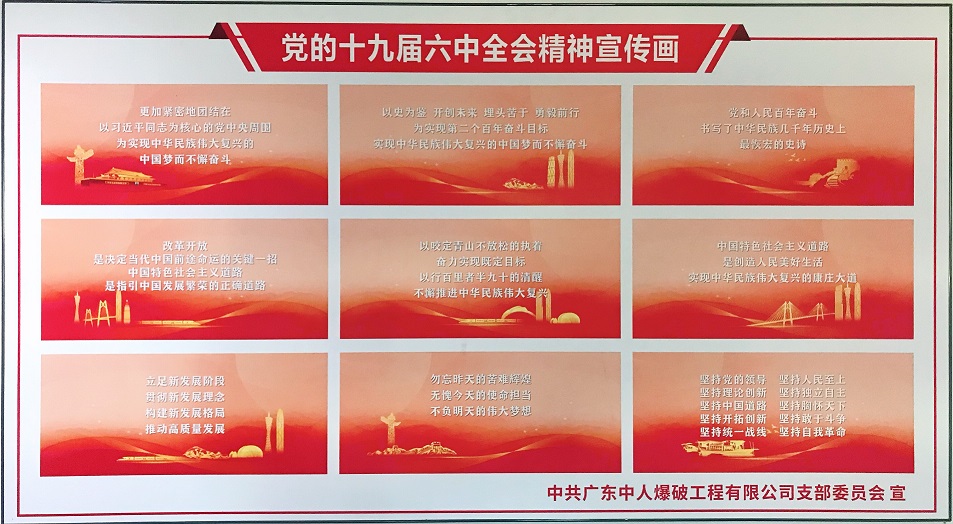 党的十九届六中全会精神宣传画
更加紧密地团结在
以习近平同志为核心的党中央周围
为实现中华民族伟大复兴的
中国梦而不懈奋斗
以史为鉴 开创未来 埋头苦干 勇毅前行
为实现第二个百年奋斗目标
实现中华民族伟大复兴的中国梦而不懈奋斗
党和人民百年奋斗
书写了中华民族几千年历史上
最恢宏的史诗
改革开放
是决定当代中国前途命运的关键一招
中国特色社会主义道路
是指引中国发展繁荣的正确道路
以咬定青山不放松的执着
奋力实现既定目标
以行百里者半九十的清醒
不懈推进中华民族伟大复兴
中国特色社会主义道路
是创造人民美好生活
实现中华民族伟大复兴的康庄大道
立足新发展阶段
贯彻新发展理念
构建新发展格局
推动高质量发展
勿忘昨天的苦难辉煌
无愧今天的使命担当
不负明天的伟大梦想
坚持党的领导 坚持人民至上
坚持理论创新 坚持独立自主
坚持中国道路 坚持胸怀天下
坚持开拓创新 坚持敢于斗争
坚持统一战线 坚持自我革命
中共广东中人爆破工程有限公司支部委员会 宣